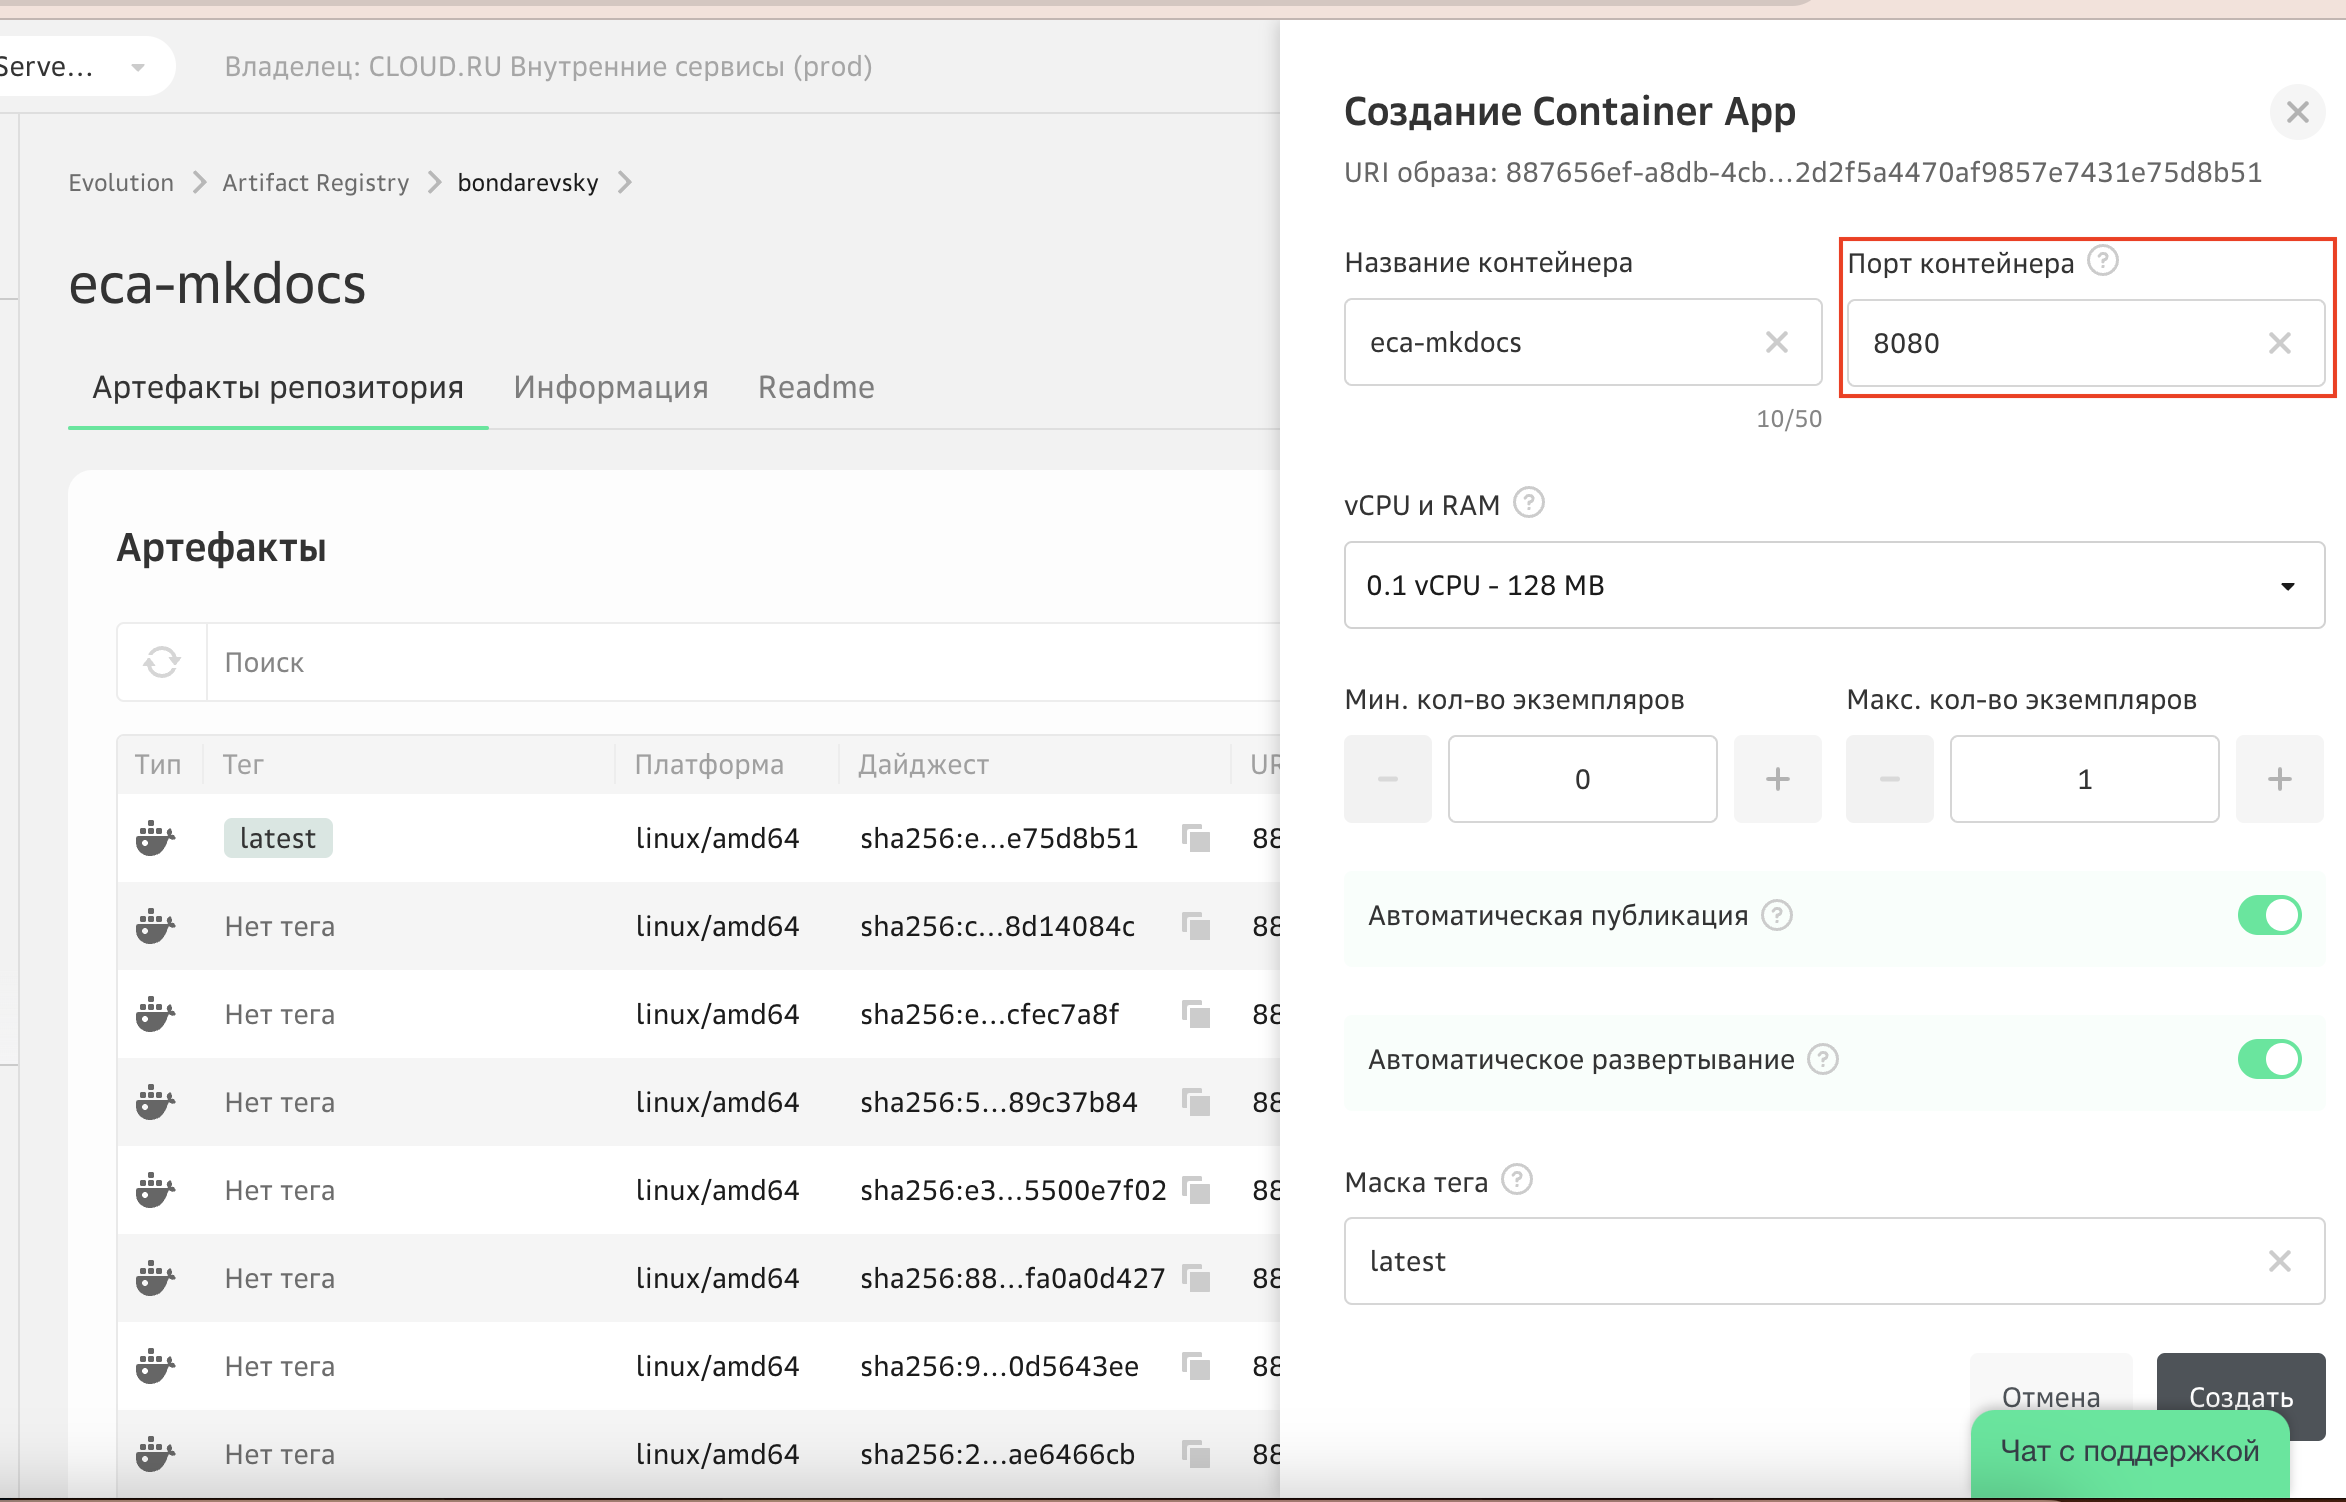 Serve...
Владелец: CLOUD.RU Внутренние сервисы (prod)
Evolution > Artifact Registry > bondarevsky >
eca-mkdocs
Артефакты репозитория Информация Readme
Артефакты
Поиск
Тип Тег Платформа Дайджест UR
latest linux/amd64 sha256:e...e75d8b51 88
Нет тега linux/amd64 sha256:c...8d14084c 88
Нет тега linux/amd64 sha256:e...cfec7a8f 88
Нет тега linux/amd64 sha256:5...89c37b84 88
Нет тега linux/amd64 sha256:e3...5500e7f02 88
Нет тега linux/amd64 sha256:88...fa0a0d427 88
Нет тега linux/amd64 sha256:9...0d5643ee 88
Нет тега linux/amd64 sha256:2...ae6466cb 88
Создание Container App
URI образа: 887656ef-a8db-4cb...2d2f5a4470af9857e7431e75d8b51
Название контейнера Порт контейнера ?
eca-mkdocs 8080
10/50
vCPU и RAM ?
0.1 vCPU - 128 MB
Мин. кол-во экземпляров Макс. кол-во экземпляров
− 0 + − 1 +
Автоматическая публикация ?
Автоматическое развертывание ?
Маска тега ?
latest
Отмена Создать
Чат с поддержкой